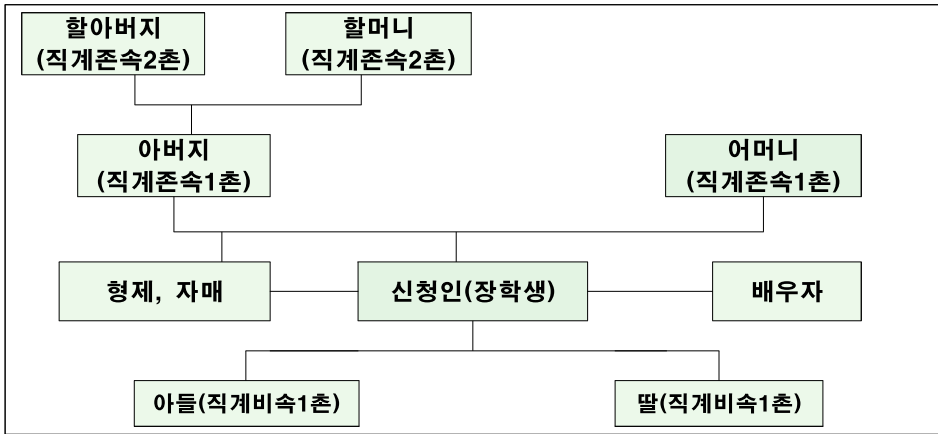 할아버지
(직계존속2촌)
할머니
(직계존속2촌)
아버지
(직계존속1촌)
어머니
(직계존속1촌)
형제, 자매
신청인(장학생)
배우자
아들(직계비속1촌)
딸(직계비속1촌)